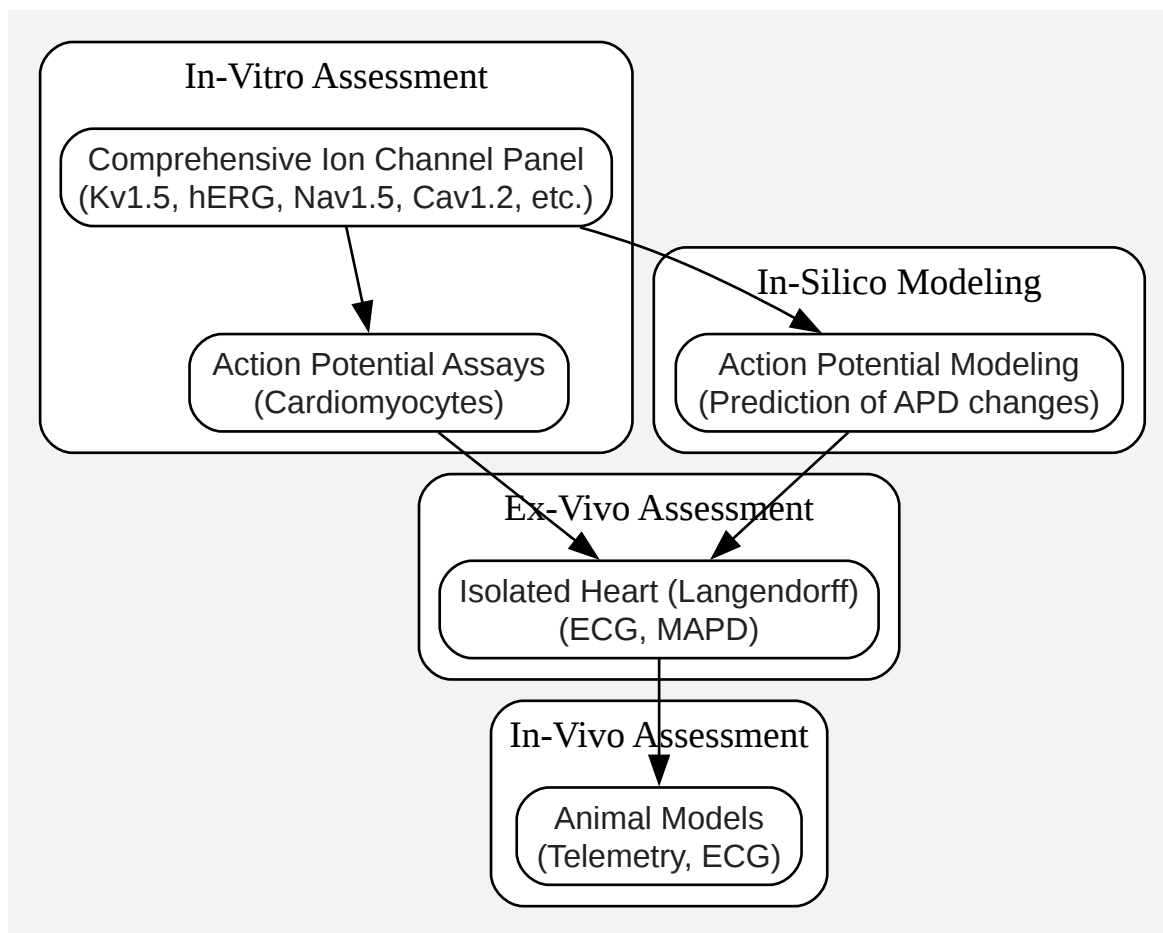 In-Vitro Assessment
Comprehensive Ion Channel Panel
(Kv1.5, hERG, Nav1.5, Cav1.2, etc.)
In-Silico Modeling
Action Potential Assays
(Cardiomyocytes)
Action Potential Modeling
(Prediction of APD changes)
Ex-Vivo Assessment
Isolated Heart (Langendorff)
(ECG, MAPD)
In-Vivo Assessment
Animal Models
(Telemetry, ECG)